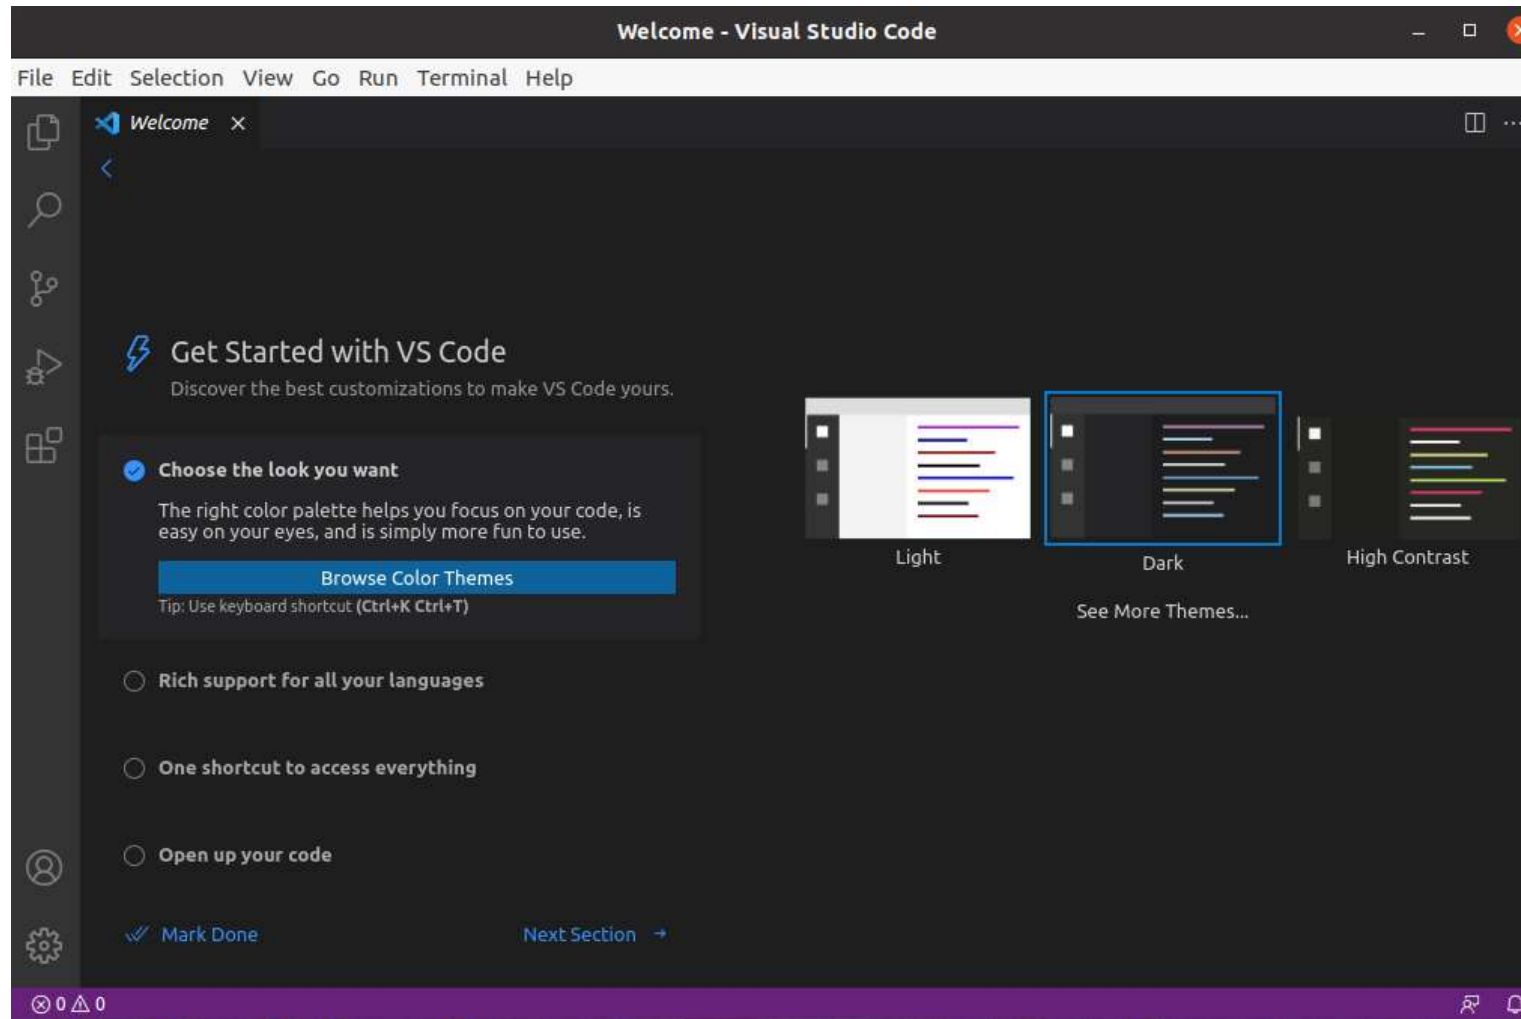 Welcome - Visual Studio Code
File Edit Selection View Go Run Terminal Help
Welcome
Get Started with VS Code
Discover the best customizations to make VS Code yours.
Choose the look you want
The right color palette helps you focus on your code, is
easy on your eyes, and is simply more fun to use.
Browse Color Themes
Tip: Use keyboard shortcut (Ctrl+K Ctrl+T)
Rich support for all your languages
One shortcut to access everything
Open up your code
Mark Done
Next Section
Light
Dark
High Contrast
See More Themes...
0 0